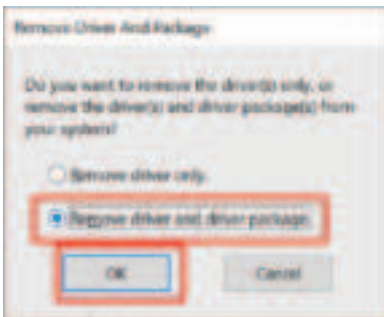 Remove Driver And Package
Do you want to remove the driver(s) only, or
remove the driver(s) and driver package(s) from
your system?
Remove driver only.
Remove driver and driver package.
OK
Cancel